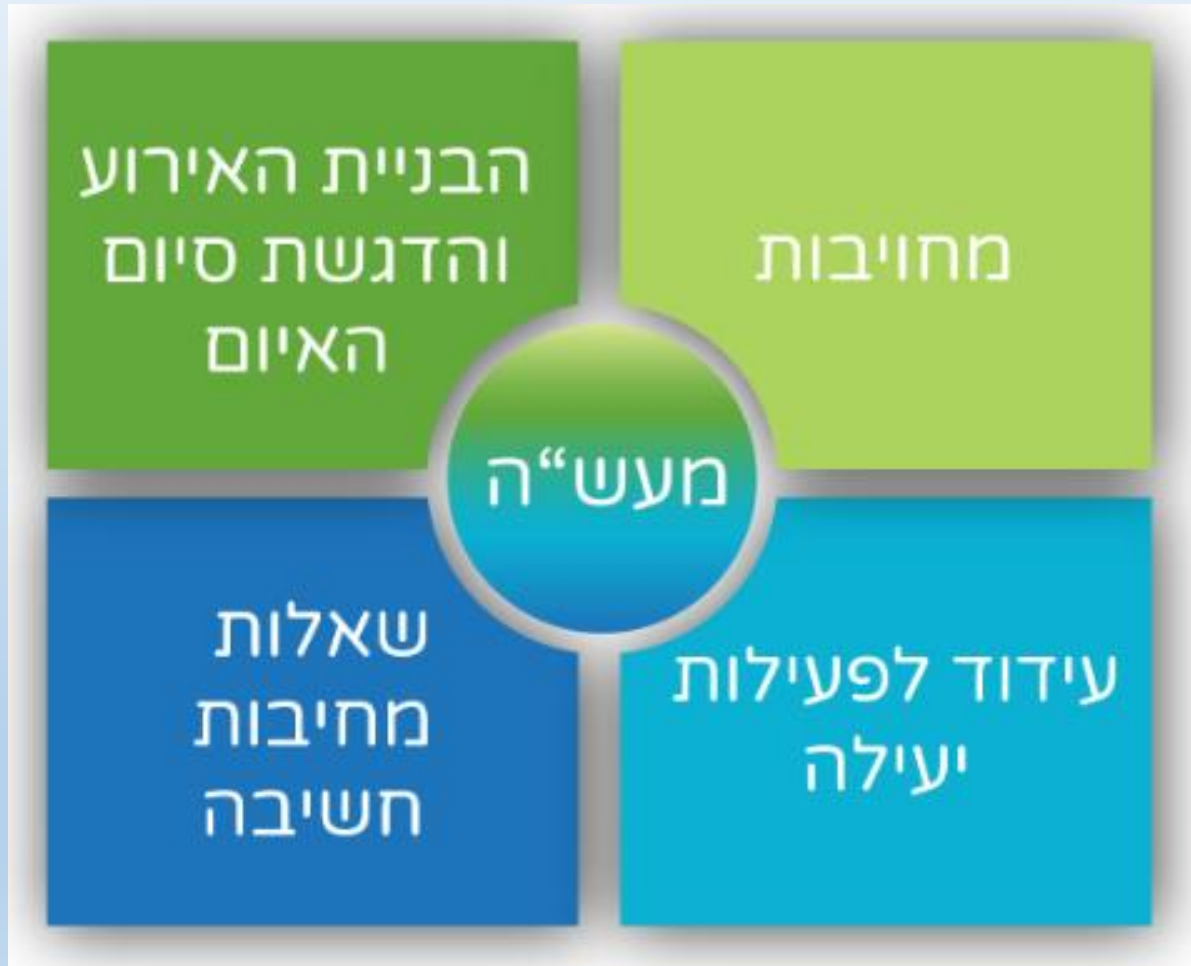 מחויבות
הבניית האירוע
והדגשת סיום
האיום
מעש“ה
עידוד לפעילות
יעילה
שאלות
מחיבות
חשיבה